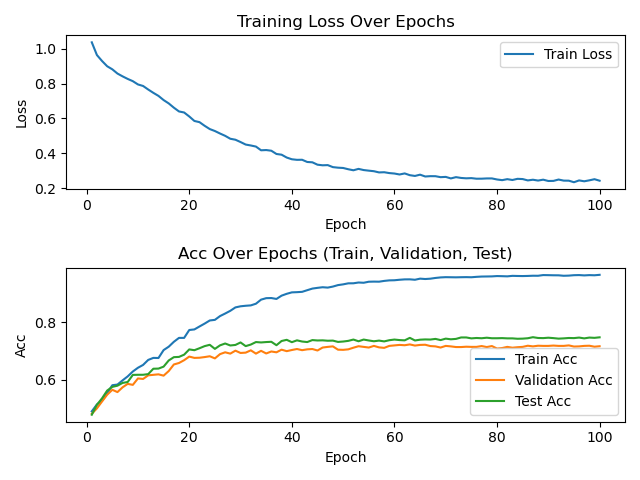 Training Loss Over Epochs
1.0
0.8
0.6
0.4
0.2
Loss
Train Loss
0 20 40 60 80 100
Epoch
Acc Over Epochs (Train, Validation, Test)
0.8
0.6
Acc
Train Acc
Validation Acc
Test Acc
0 20 40 60 80 100
Epoch